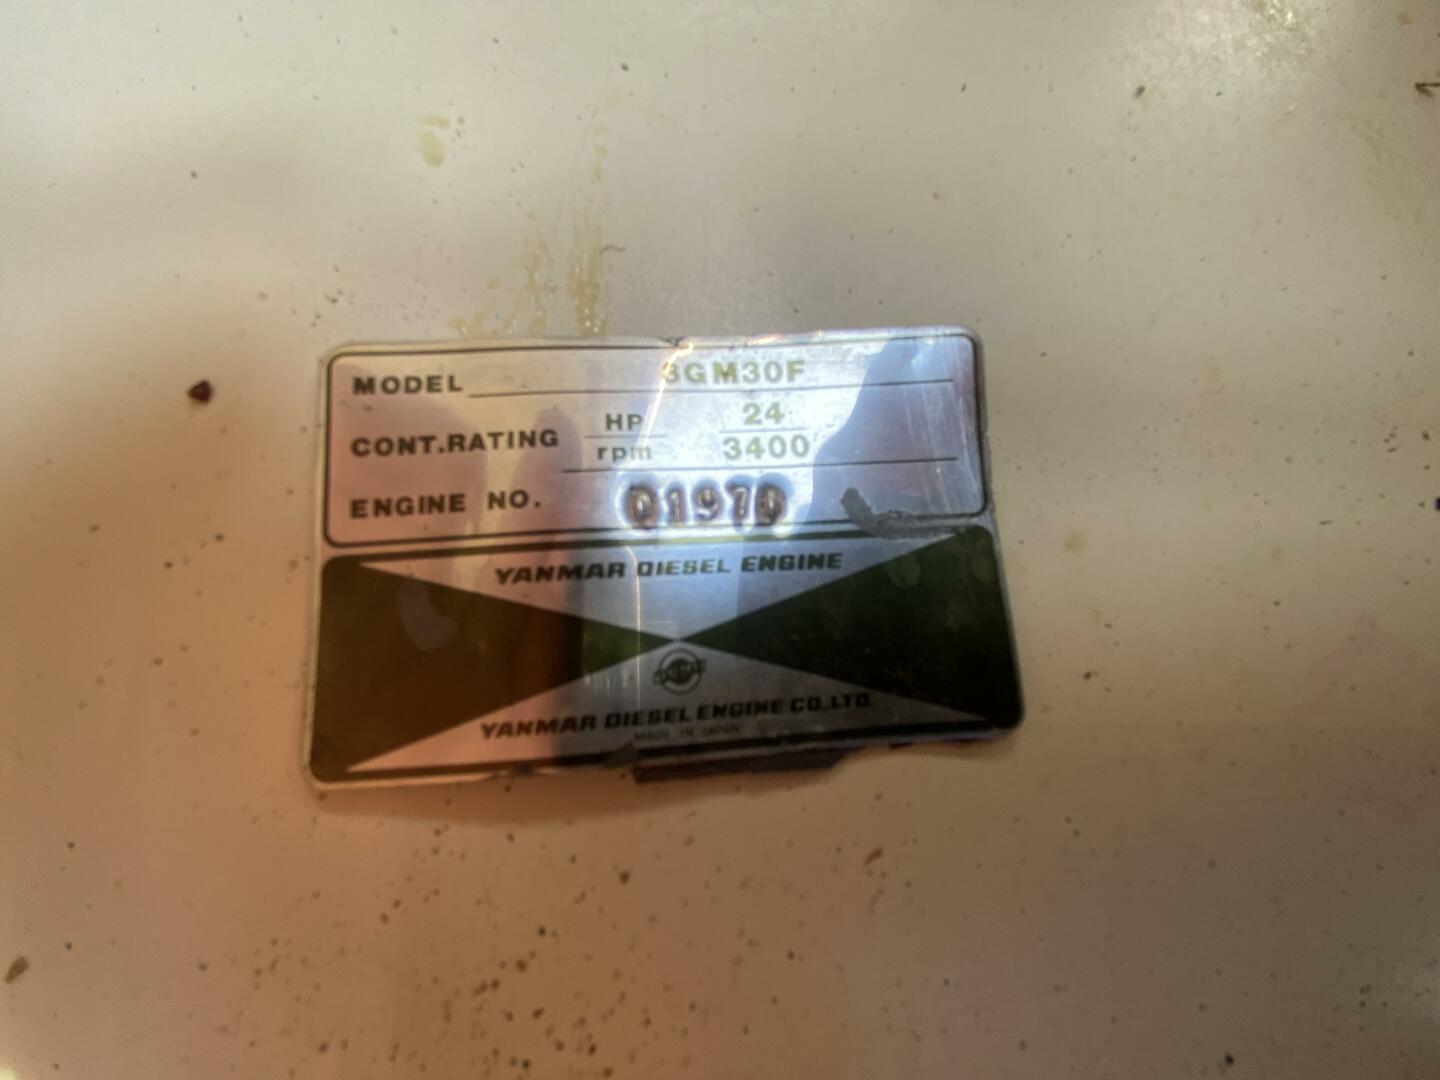 MODEL 3GM30F
CONT.RATING HP 24
rpm 3400
ENGINE NO. 01970
YANMAR DIESEL ENGINE
YANMAR DIESEL ENGINE CO.,LTD.
MADE IN JAPAN